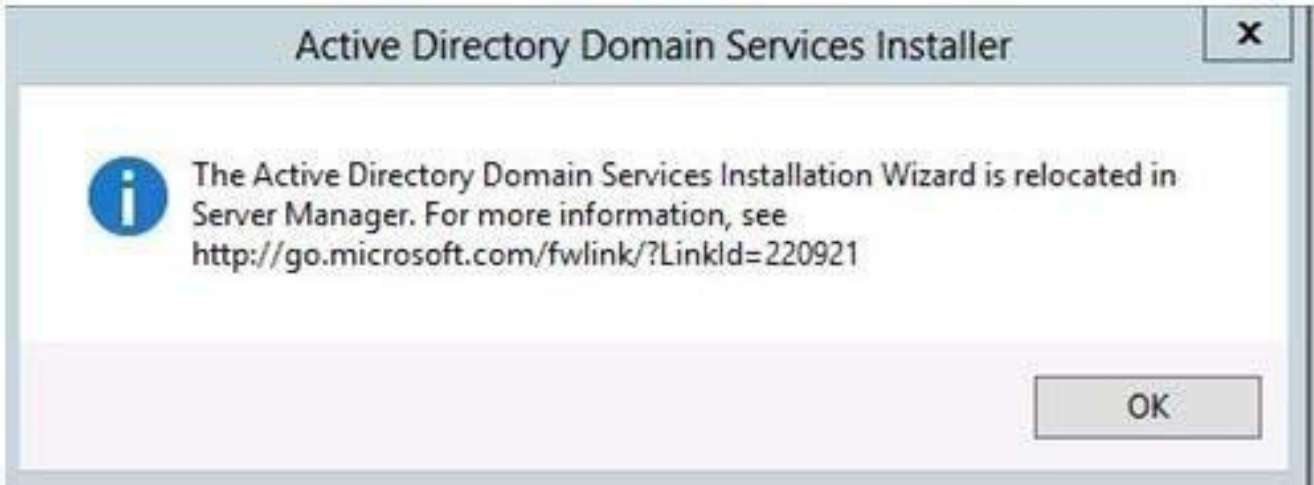 Active Directory Domain Services Installer
x
i
The Active Directory Domain Services Installation Wizard is relocated in
Server Manager. For more information, see
http://go.microsoft.com/fwlink/?LinkId=220921
OK